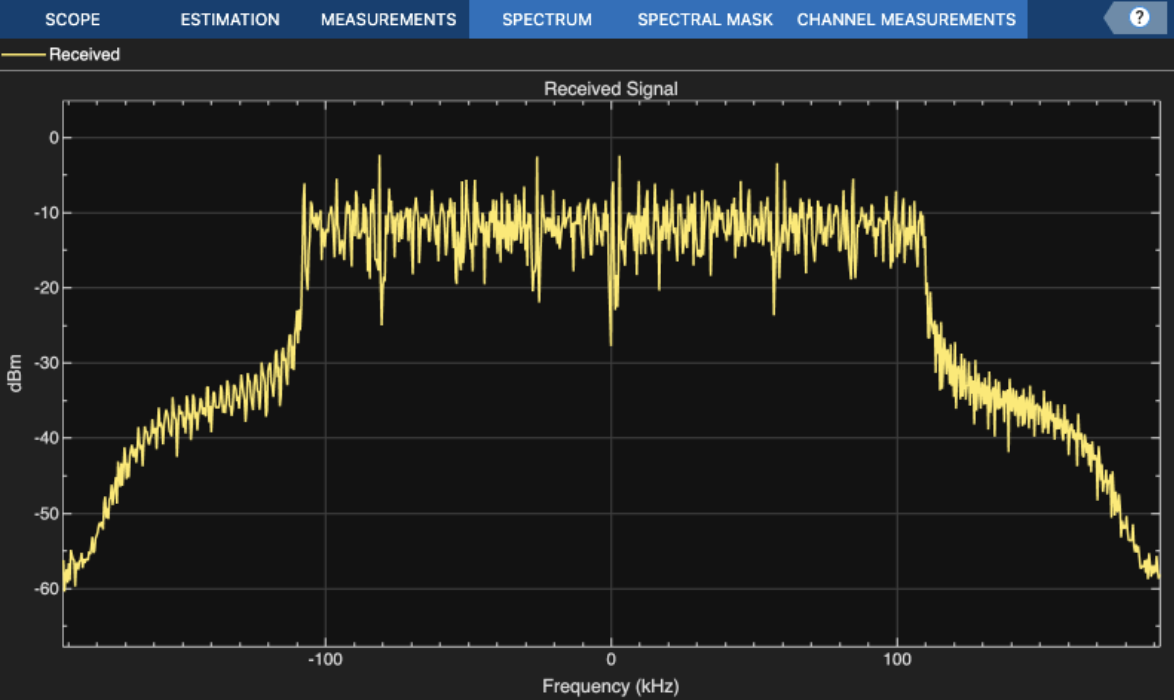 SCOPE ESTIMATION MEASUREMENTS SPECTRUM SPECTRAL MASK CHANNEL MEASUREMENTS ?
Received
Received Signal
0
-10
-20
-30
-40
-50
-60
dBm
-100 0 100
Frequency (kHz)